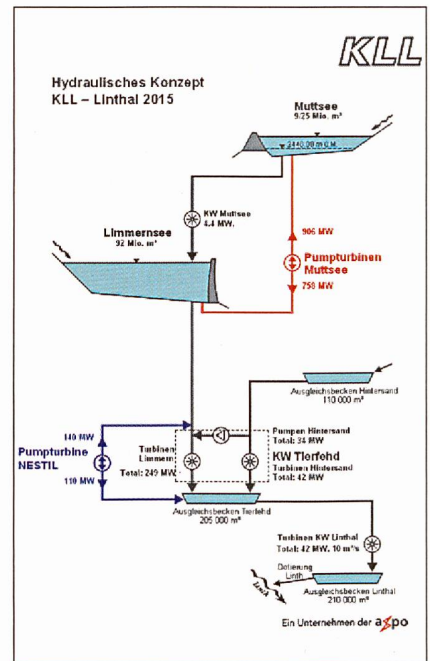 KLL
Hydraulisches Konzept
KLL – Linthal 2015
Muttsee
9.25 Mio. m³
2446.00 m ü.M.
KW Muttsee
4.4 MW.
Limmernsee
92 Mio. m³
906 MW
Pumpturbinen
Muttsee
750 MW
Ausgleichsbecken Hintersand
110 000 m³
140 MW
Pumpturbine
NESTIL
110 MW
Turbinen
Limmern
Total: 249 MW
Pumpen Hintersand
Total: 34 MW
KW Tierfehd
Turbinen Hintersand
Total: 42 MW
Ausgleichsbecken Tierfehd
205 000 m³
Turbinen KW Linthal
Total: 42 MW. 10 m³/s
Dotierung
Linth
Linth
Ausgleichsbecken Linthal
210 000 m³
Ein Unternehmen der axpo